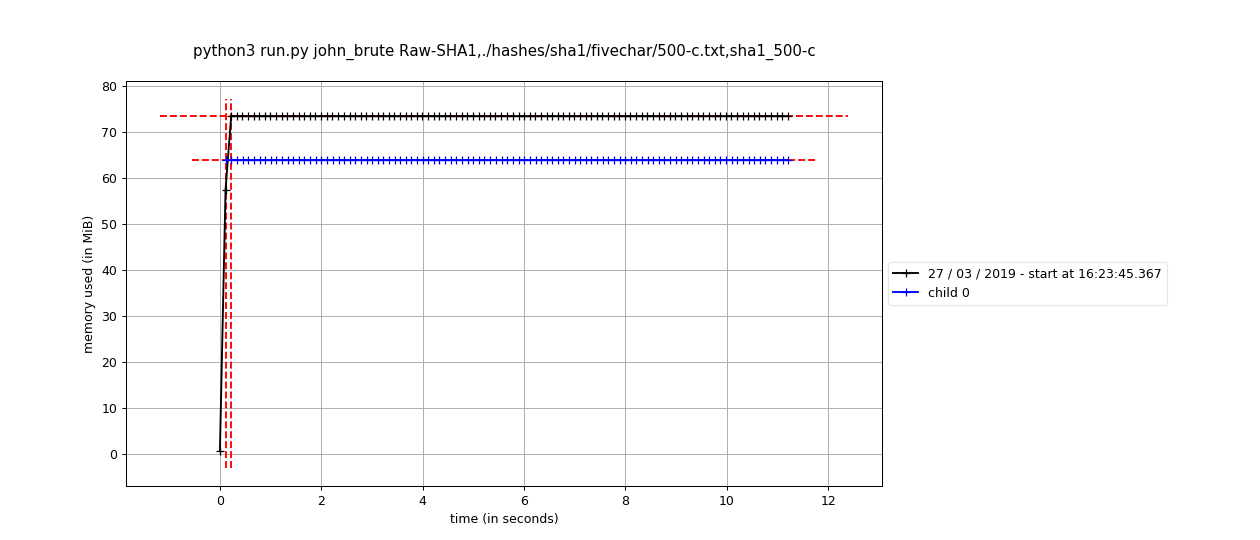 python3 run.py john_brute Raw-SHA1,./hashes/sha1/fivechar/500-c.txt,sha1_500-c
80
70
60
50
40
30
20
10
0
memory used (in MiB)
0 2 4 6 8 10 12
time (in seconds)
27 / 03 / 2019 - start at 16:23:45.367
child 0